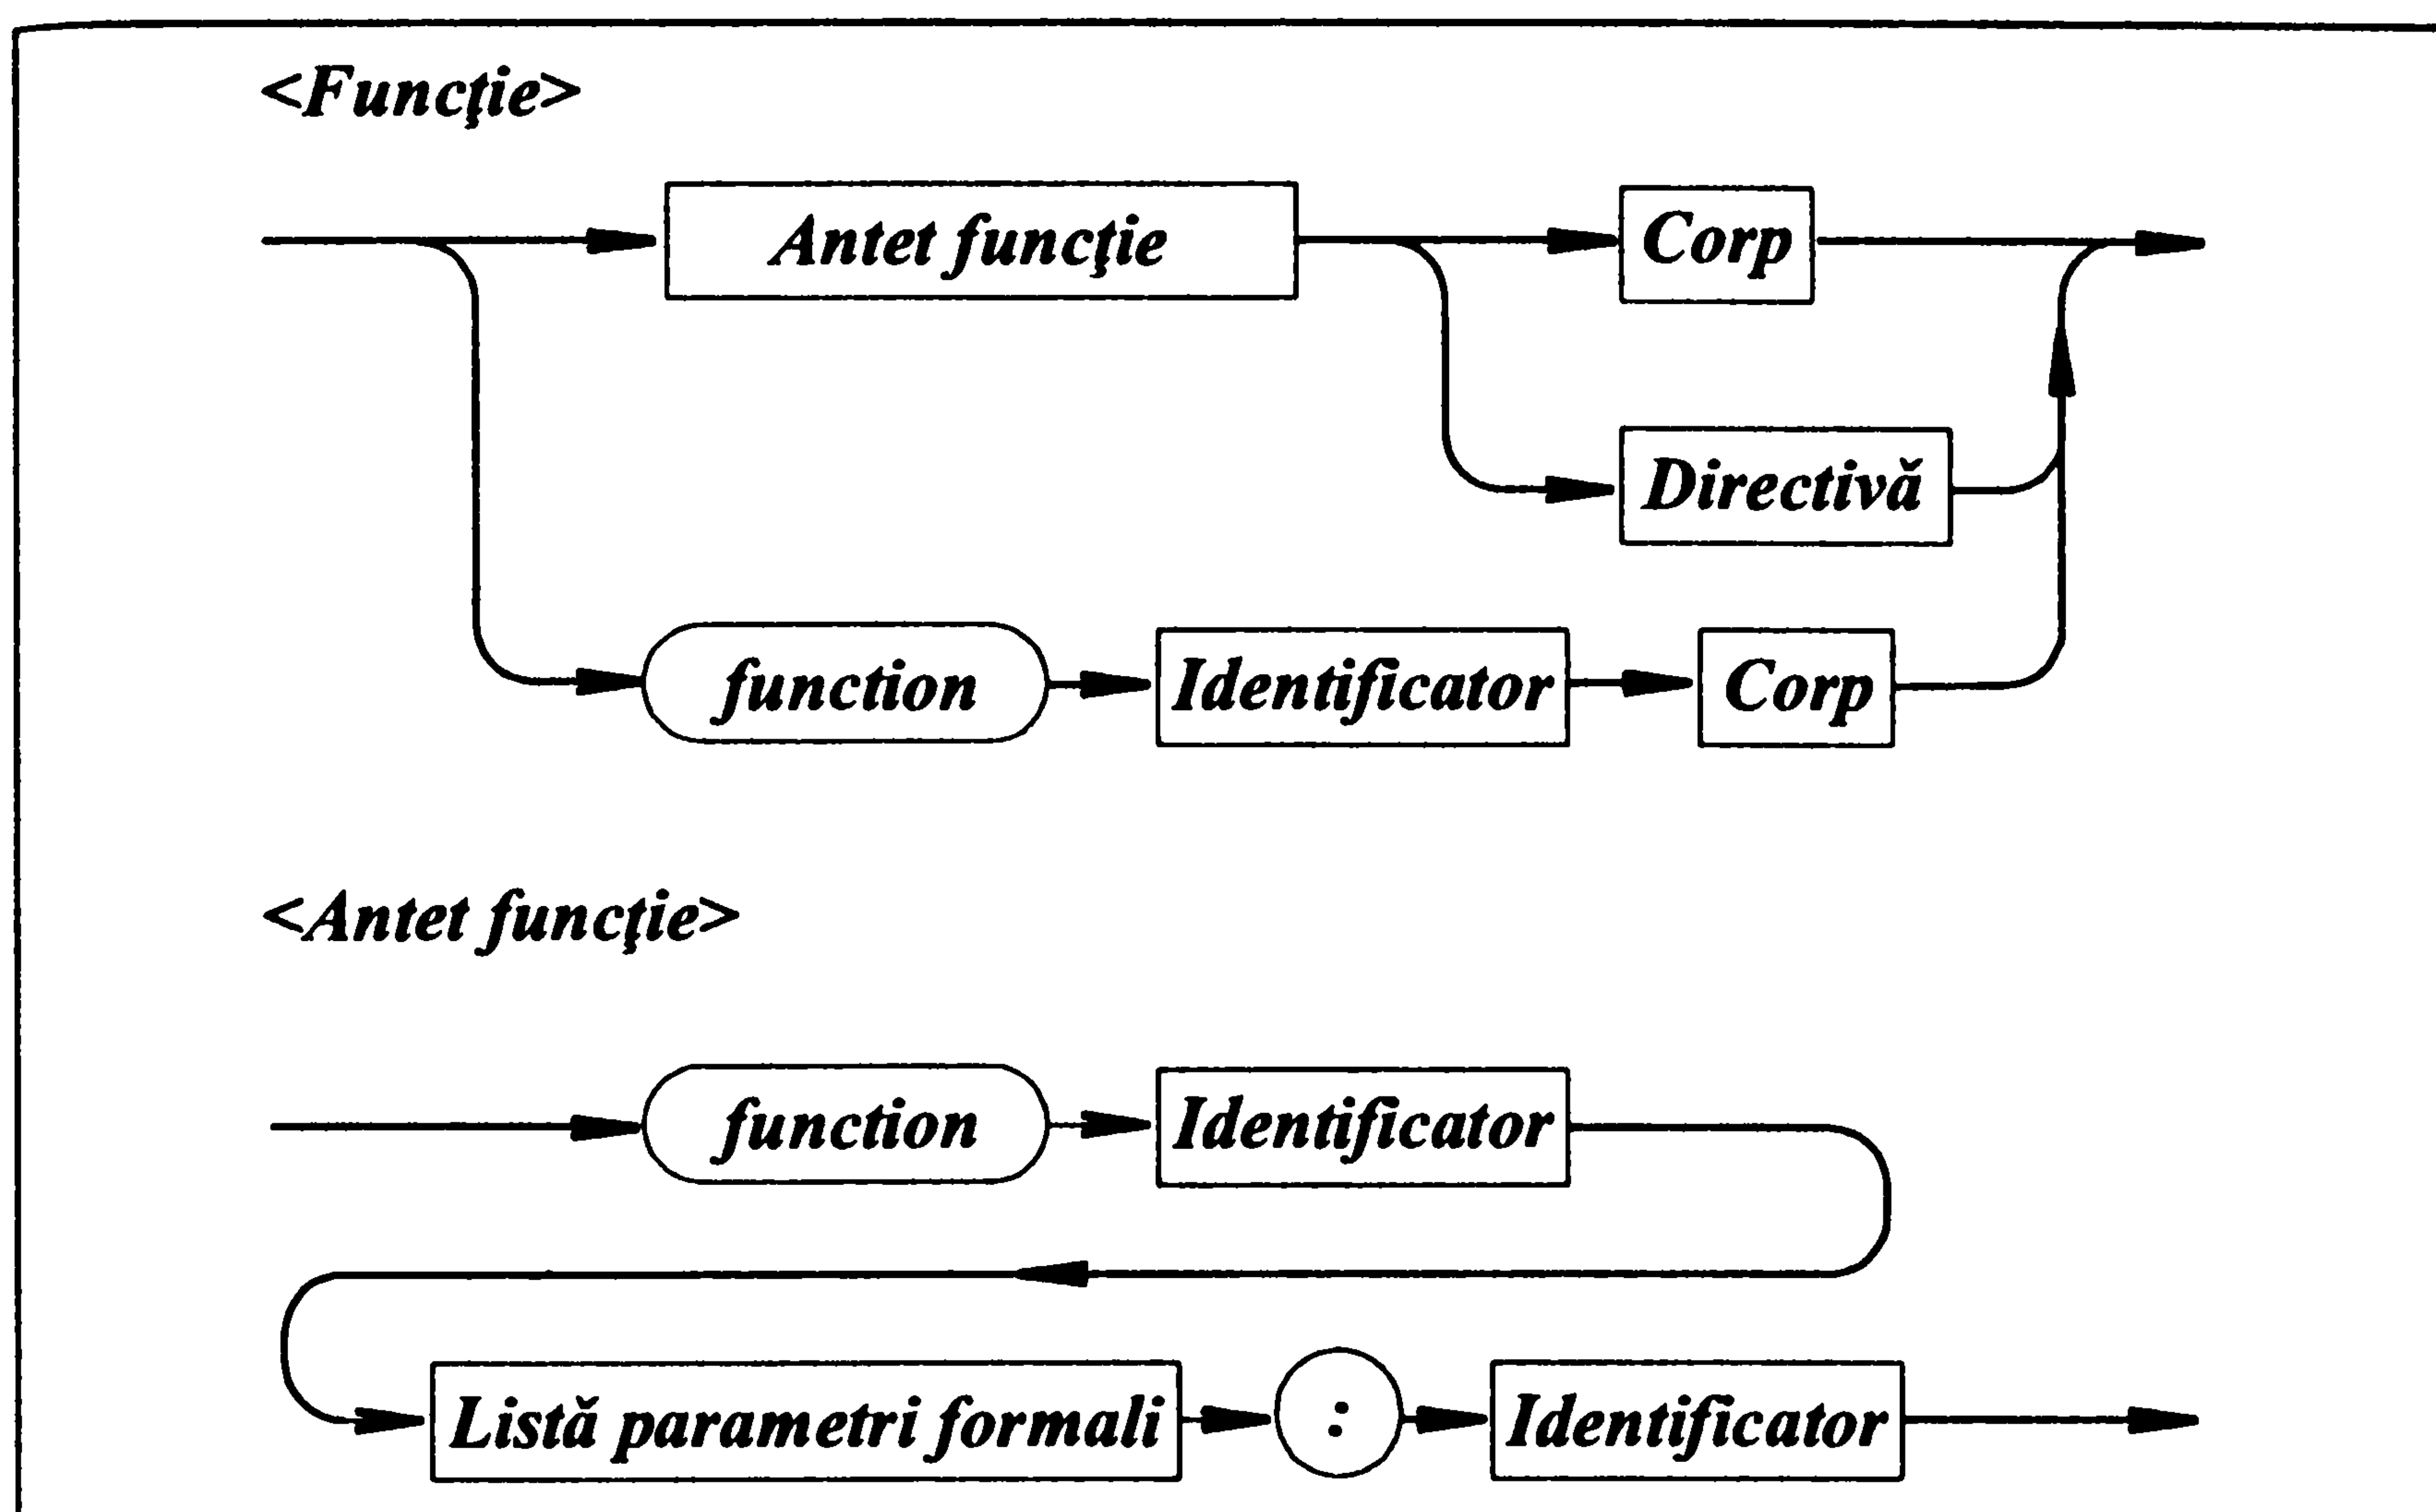 <Funcţie>
Antet funcţie Corp
Directivă
function Identificator Corp
<Antet funcţie>
function Identificator
Listă parametri formali : Identificator